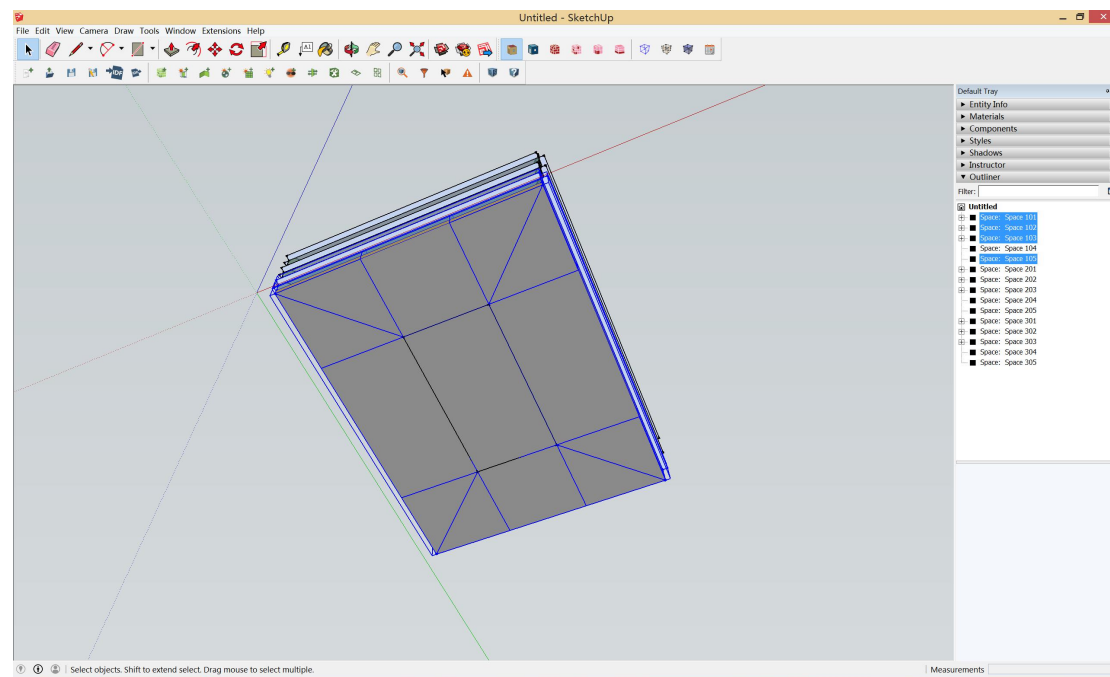 Untitled - SketchUp
File Edit View Camera Draw Tools Window Extensions Help
A1
IDF
Default Tray
Entity Info
Materials
Components
Styles
Shadows
Instructor
Outliner
Filter:
Untitled
Space: Space 101
Space: Space 102
Space: Space 103
Space: Space 104
Space: Space 105
Space: Space 201
Space: Space 202
Space: Space 203
Space: Space 204
Space: Space 205
Space: Space 301
Space: Space 302
Space: Space 303
Space: Space 304
Space: Space 305
Select objects. Shift to extend select. Drag mouse to select multiple.
Measurements